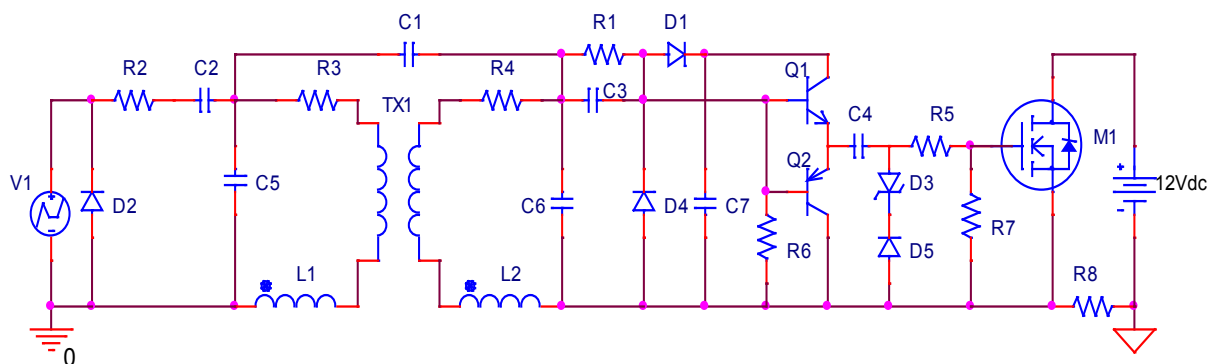 C1
R1
D1
R2
C2
R3
R4
Q1
TX1
C3
C4
R5
M1
V1
D2
C5
Q2
D3
12Vdc
C6
D4
C7
R6
D5
R7
L1
L2
R8
0